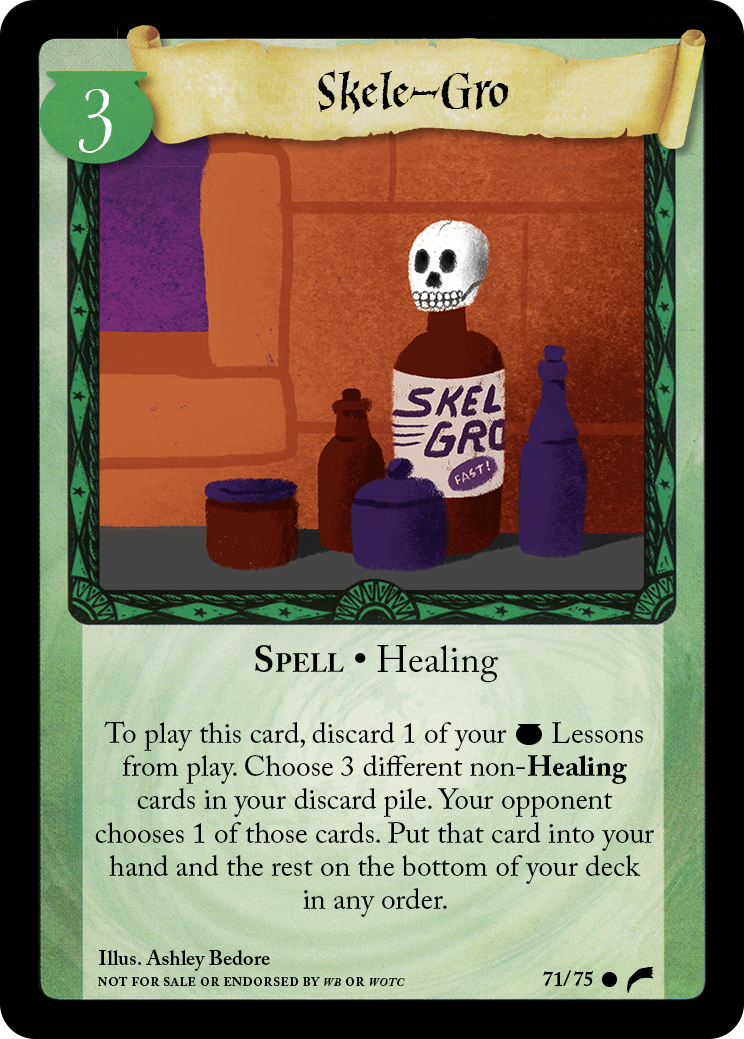 Skele-Gro
3
SKEL
GRO
FAST!
SPELL • Healing
To play this card, discard 1 of your Lessons
from play. Choose 3 different non-Healing
cards in your discard pile. Your opponent
chooses 1 of those cards. Put that card into your
hand and the rest on the bottom of your deck
in any order.
Illus. Ashley Bedore
NOT FOR SALE OR ENDORSED BY WB OR WOTC
71/75